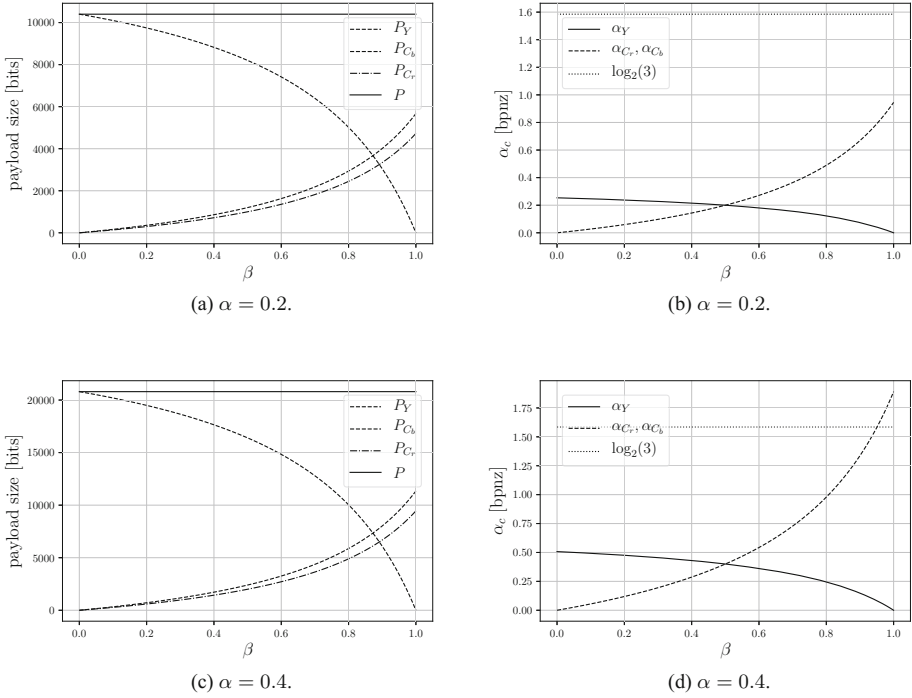 10000
8000
6000
4000
2000
0
payload size [bits]
P_Y
P_{C_b}
P_{C_r}
P
0.0 0.2 0.4 0.6 0.8 1.0
β
(a) α = 0.2.
1.6
1.4
1.2
1.0
0.8
0.6
0.4
0.2
0.0
α_c [bpnz]
α_Y
α_{C_r}, α_{C_b}
log_2(3)
0.0 0.2 0.4 0.6 0.8 1.0
β
(b) α = 0.2.
20000
15000
10000
5000
0
payload size [bits]
P_Y
P_{C_b}
P_{C_r}
P
0.0 0.2 0.4 0.6 0.8 1.0
β
(c) α = 0.4.
1.75
1.50
1.25
1.00
0.75
0.50
0.25
0.00
α_c [bpnz]
α_Y
α_{C_r}, α_{C_b}
log_2(3)
0.0 0.2 0.4 0.6 0.8 1.0
β
(d) α = 0.4.